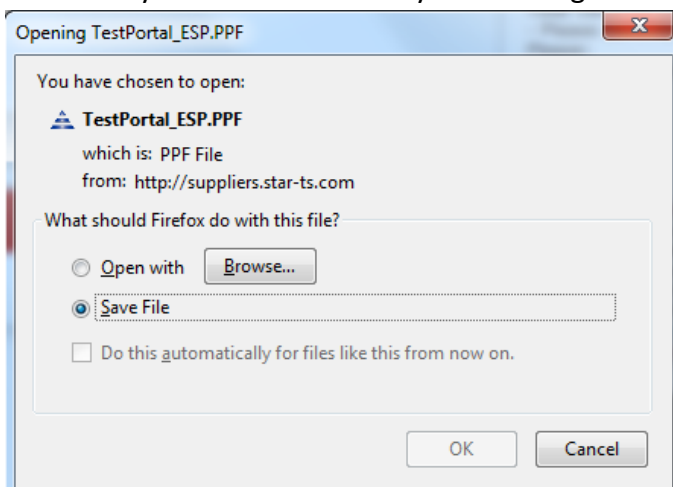 Opening TestPortal_ESP.PPF
You have chosen to open:
TestPortal_ESP.PPF
which is: PPF File
from: http://suppliers.star-ts.com
What should Firefox do with this file?
Open with Browse...
Save File
Do this automatically for files like this from now on.
OK Cancel